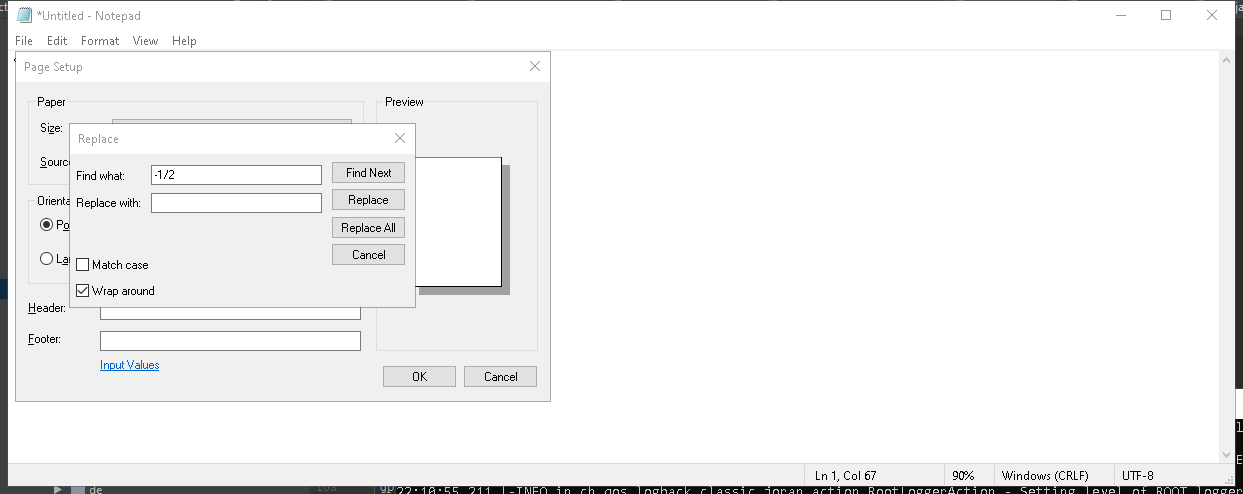 *Untitled - Notepad
File Edit Format View Help
Page Setup
Paper
Size:
Source
Orienta
Po
La
Header:
Footer:
Input Values
Preview
OK Cancel
Replace
Find what: -1/2
Replace with:
Find Next
Replace
Replace All
Cancel
Match case
Wrap around
Ln 1, Col 67 90% Windows (CRLF) UTF-8
de
22:10:55,211 |-INFO in ch.qos.logback.classic.joran.action.RootLoggerAction - Setting level of ROOT logger